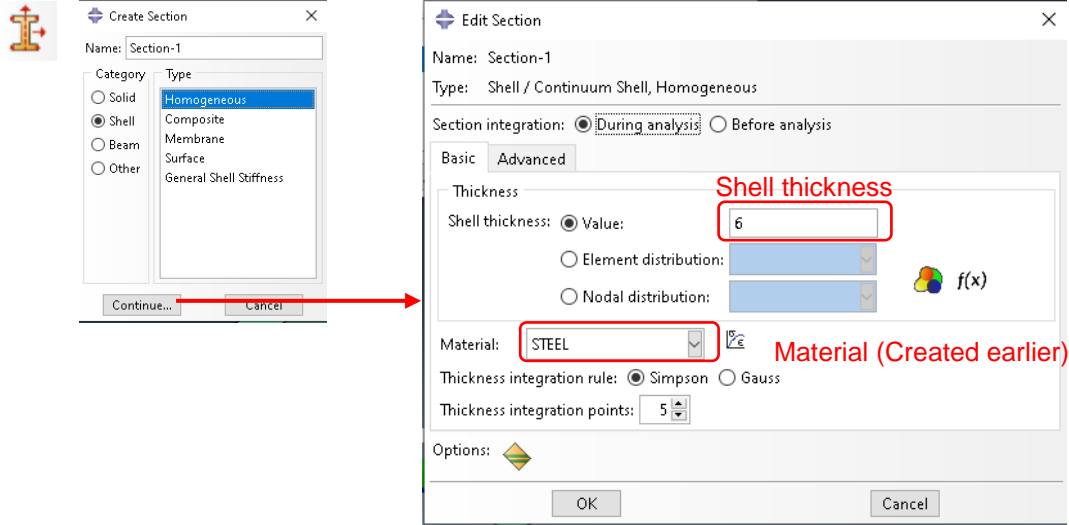 Create Section
Name: Section-1
Category
Type
Solid
Shell
Beam
Other
Homogeneous
Composite
Membrane
Surface
General Shell Stiffness
Continue...
Cancel
Edit Section
Name: Section-1
Type: Shell / Continuum Shell, Homogeneous
Section integration: During analysis Before analysis
Basic Advanced
Thickness
Shell thickness
Shell thickness: Value: 6
Element distribution:
Nodal distribution:
f(x)
Material: STEEL
σ ε
Material (Created earlier)
Thickness integration rule: Simpson Gauss
Thickness integration points: 5
Options:
OK Cancel